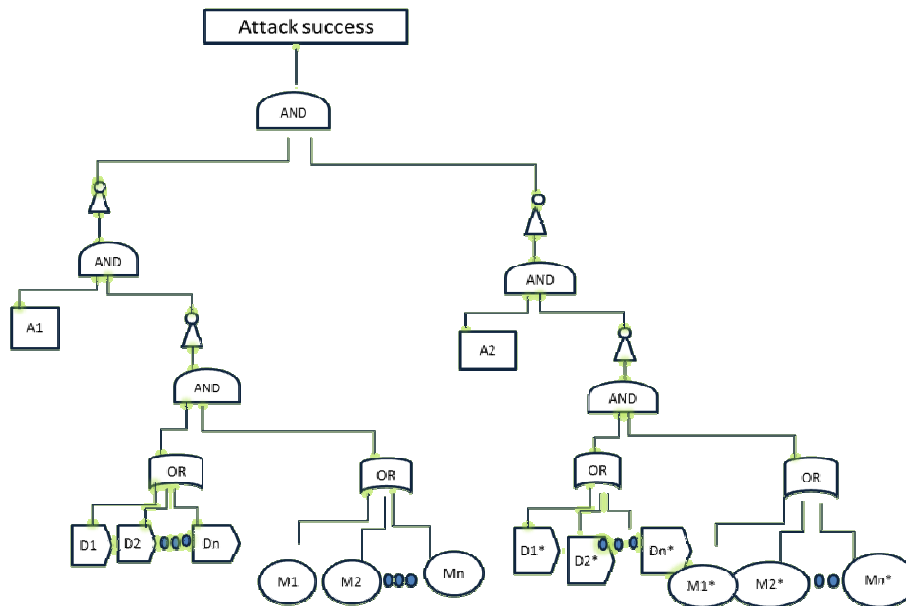 Attack success
AND
AND
AND
A1
A2
AND
AND
OR
OR
OR
OR
D1
D2
Dn
M1
M2
Mn
D1*
D2*
Dn*
M1*
M2*
Mn*